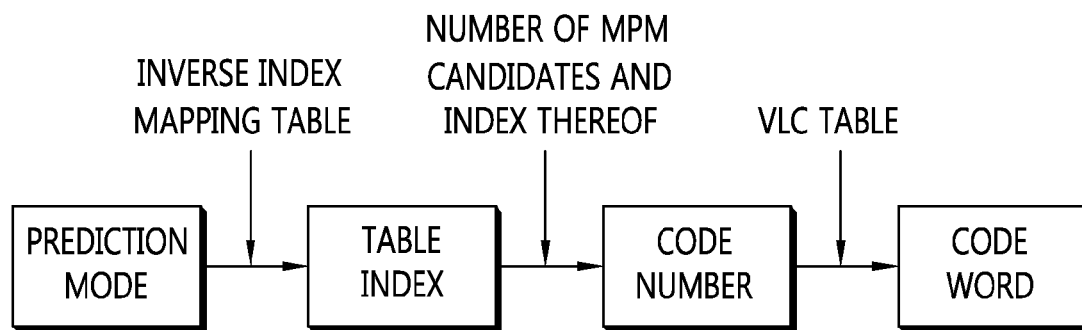 INVERSE INDEX
MAPPING TABLE
NUMBER OF MPM
CANDIDATES AND
INDEX THEREOF
VLC TABLE
PREDICTION
MODE
TABLE
INDEX
CODE
NUMBER
CODE
WORD